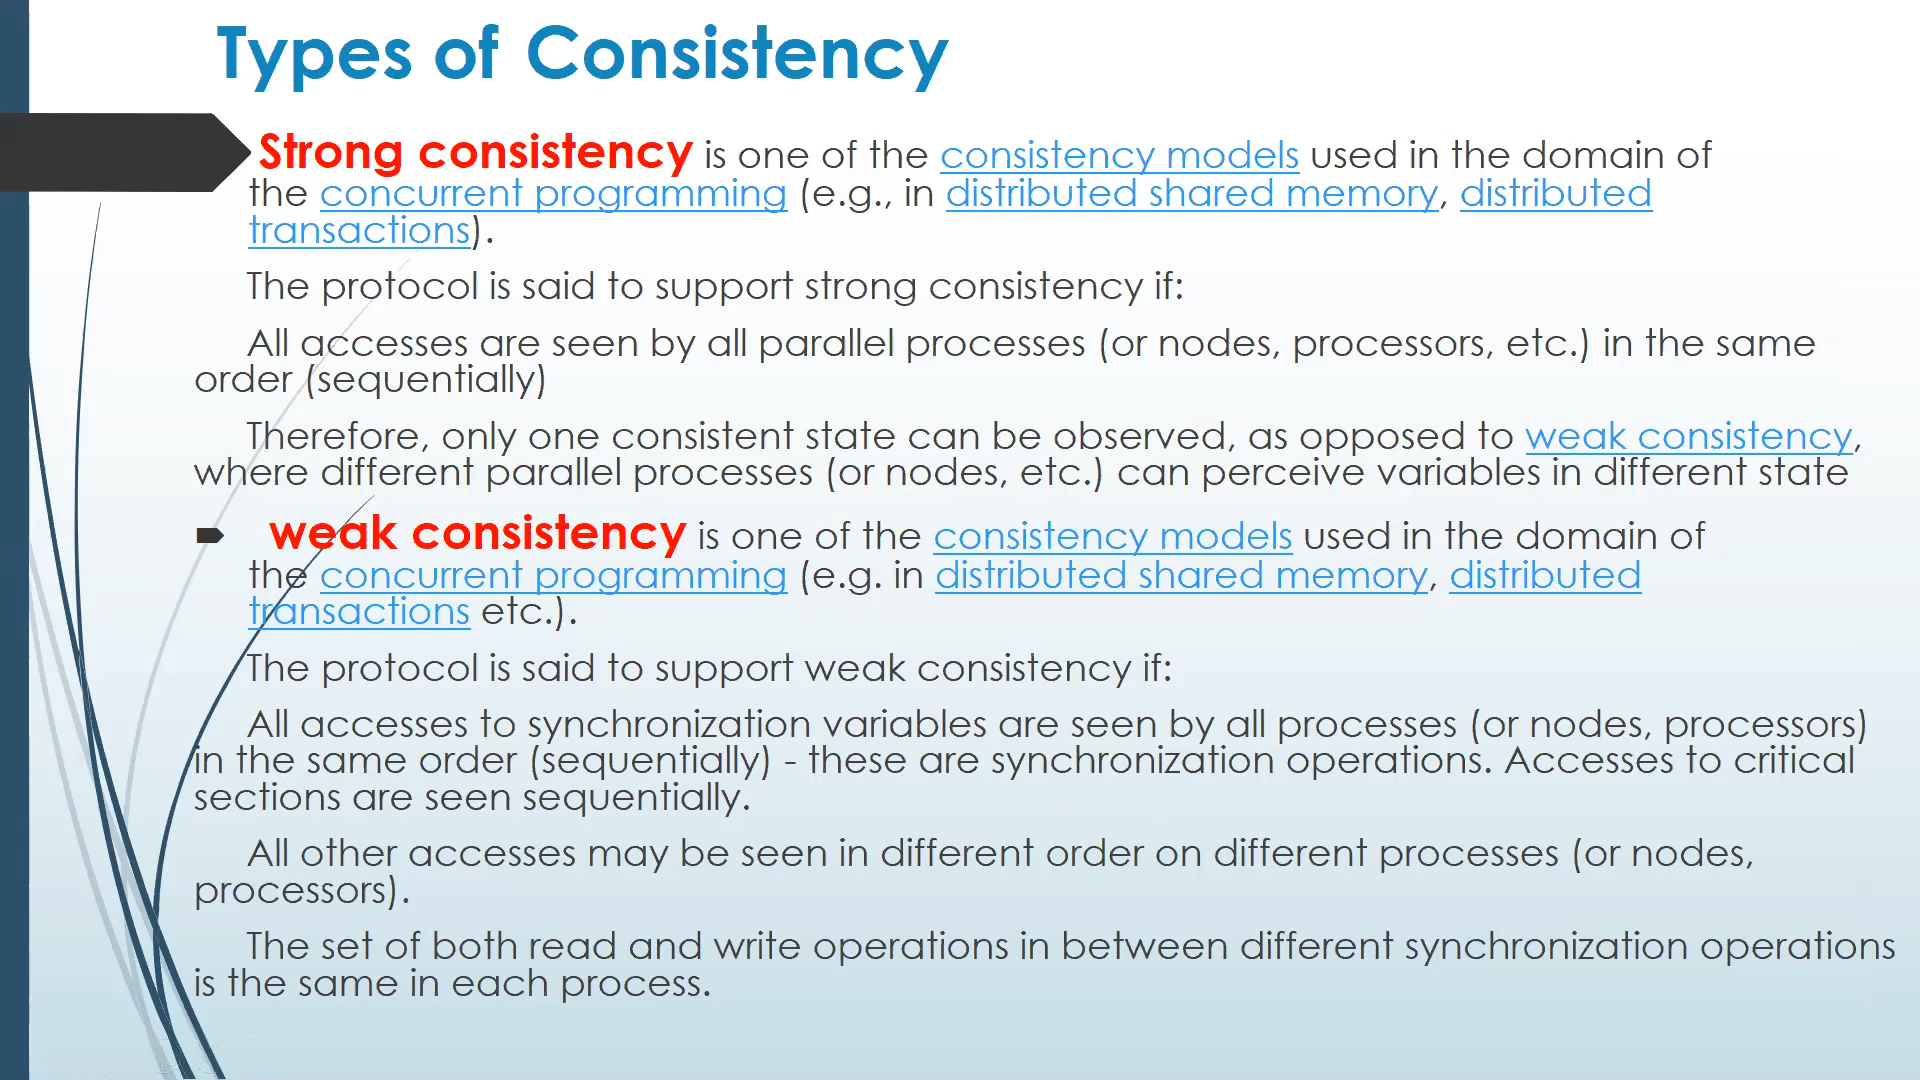 Types of Consistency
Strong consistency is one of the consistency models used in the domain of
the concurrent programming (e.g., in distributed shared memory, distributed
transactions).
The protocol is said to support strong consistency if:
All accesses are seen by all parallel processes (or nodes, processors, etc.) in the same
order (sequentially)
Therefore, only one consistent state can be observed, as opposed to weak consistency,
where different parallel processes (or nodes, etc.) can perceive variables in different state
weak consistency is one of the consistency models used in the domain of
the concurrent programming (e.g. in distributed shared memory, distributed
transactions etc.).
The protocol is said to support weak consistency if:
All accesses to synchronization variables are seen by all processes (or nodes, processors)
in the same order (sequentially) - these are synchronization operations. Accesses to critical
sections are seen sequentially.
All other accesses may be seen in different order on different processes (or nodes,
processors).
The set of both read and write operations in between different synchronization operations
is the same in each process.